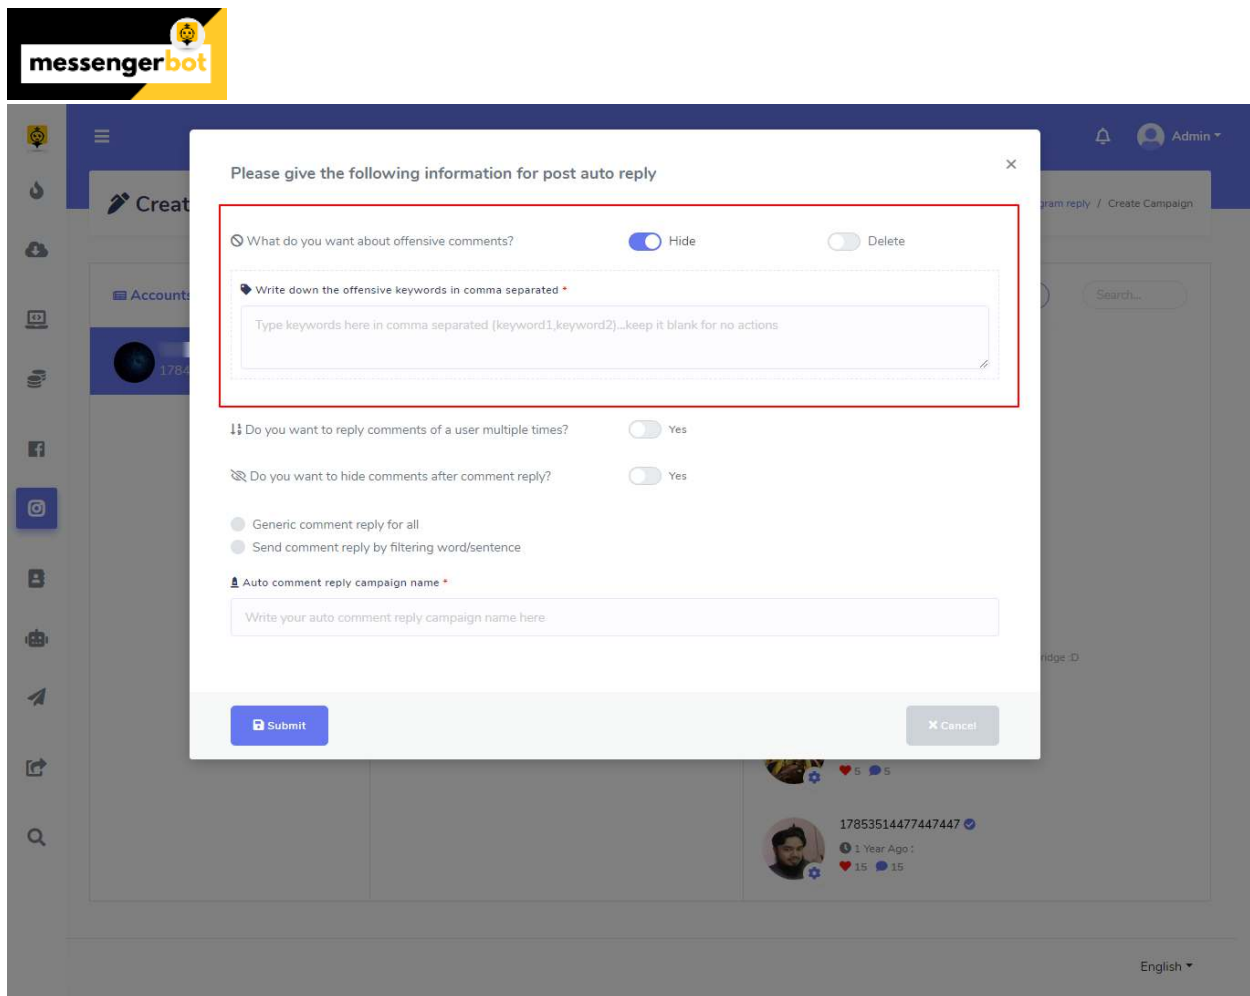 messengerbot
Admin
Please give the following information for post auto reply
×
Creat
gram reply / Create Campaign
What do you want about offensive comments?
Hide
Delete
Accounts
Write down the offensive keywords in comma separated *
Search...
Type keywords here in comma separated (keyword1,keyword2)...keep it blank for no actions
1784
Do you want to reply comments of a user multiple times?
Yes
Do you want to hide comments after comment reply?
Yes
Generic comment reply for all
Send comment reply by filtering word/sentence
Auto comment reply campaign name *
Write your auto comment reply campaign name here
ridge :D
Submit
Cancel
5 5
17853514477447447
1 Year Ago :
15 15
English